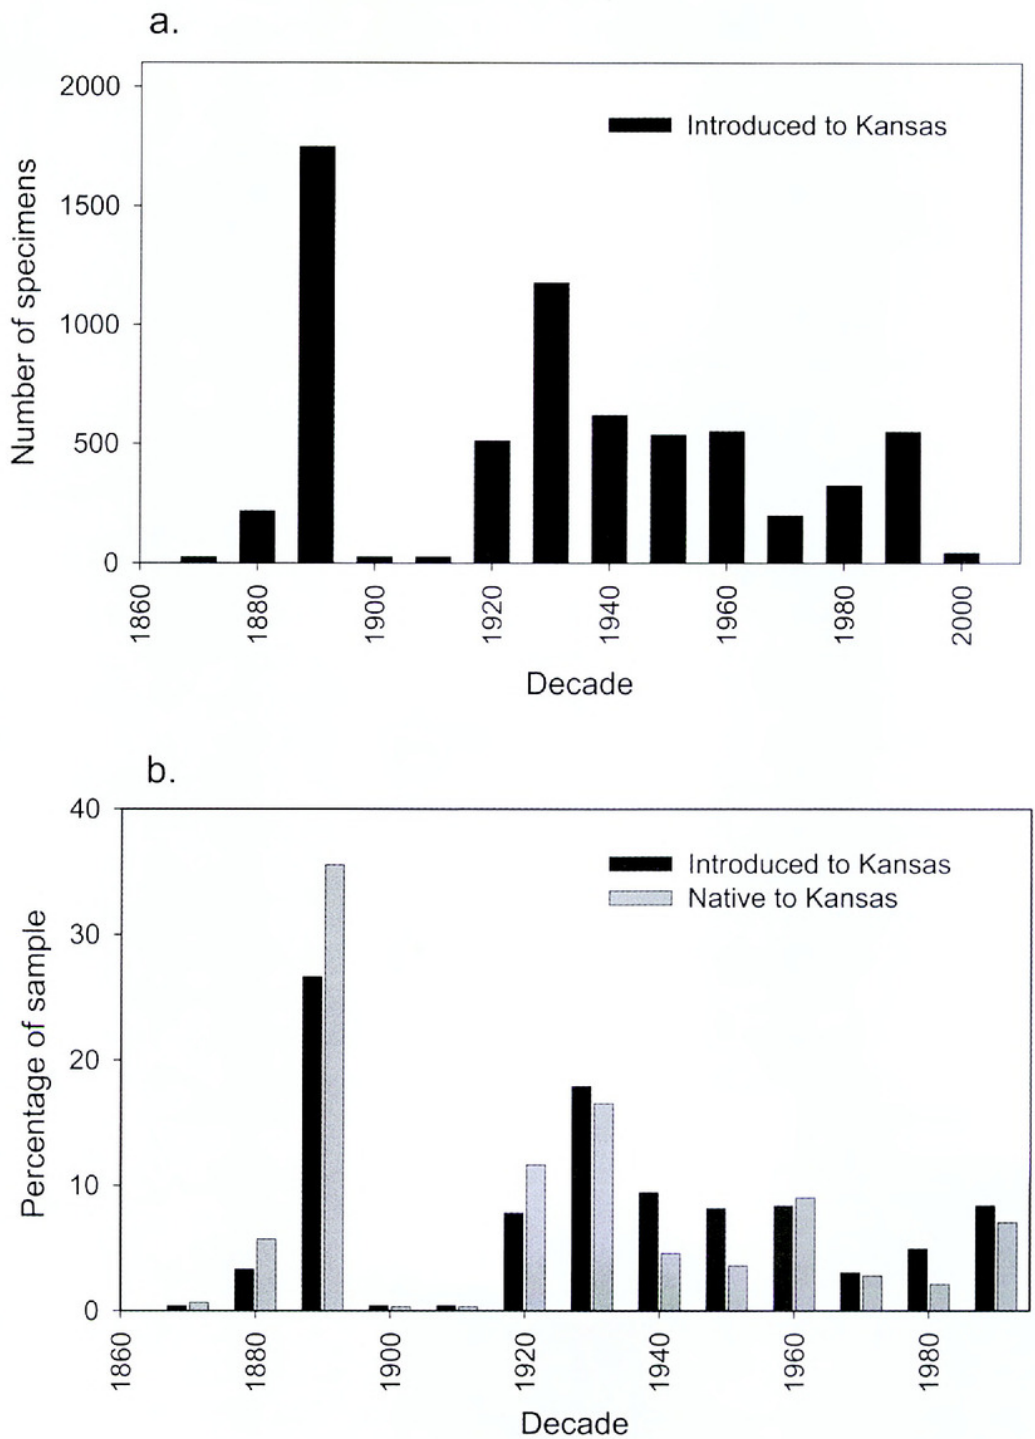 a.
2000
1500
1000
500
0
Number of specimens
Introduced to Kansas
1860
1880
1900
1920
1940
1960
1980
2000
Decade
b.
40
30
20
10
0
Percentage of sample
Introduced to Kansas
Native to Kansas
1860
1880
1900
1920
1940
1960
1980
Decade